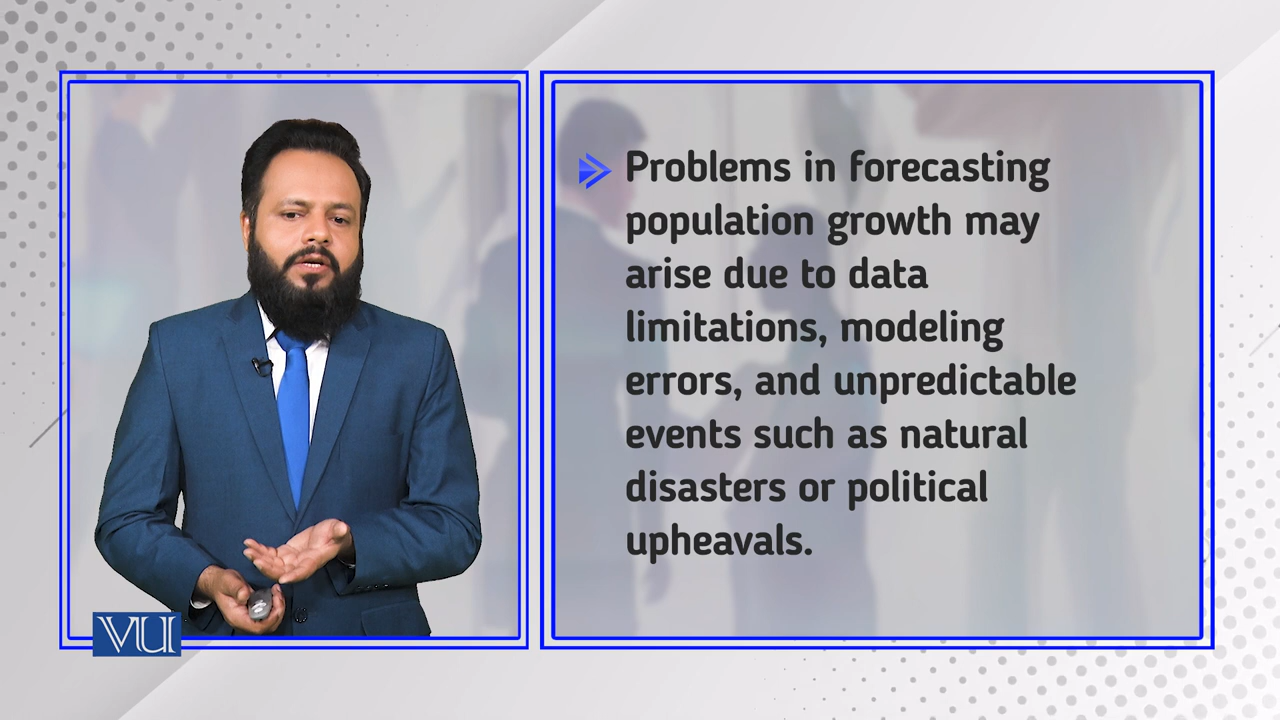 Problems in forecasting
population growth may
arise due to data
limitations, modeling
errors, and unpredictable
events such as natural
disasters or political
upheavals.
VU